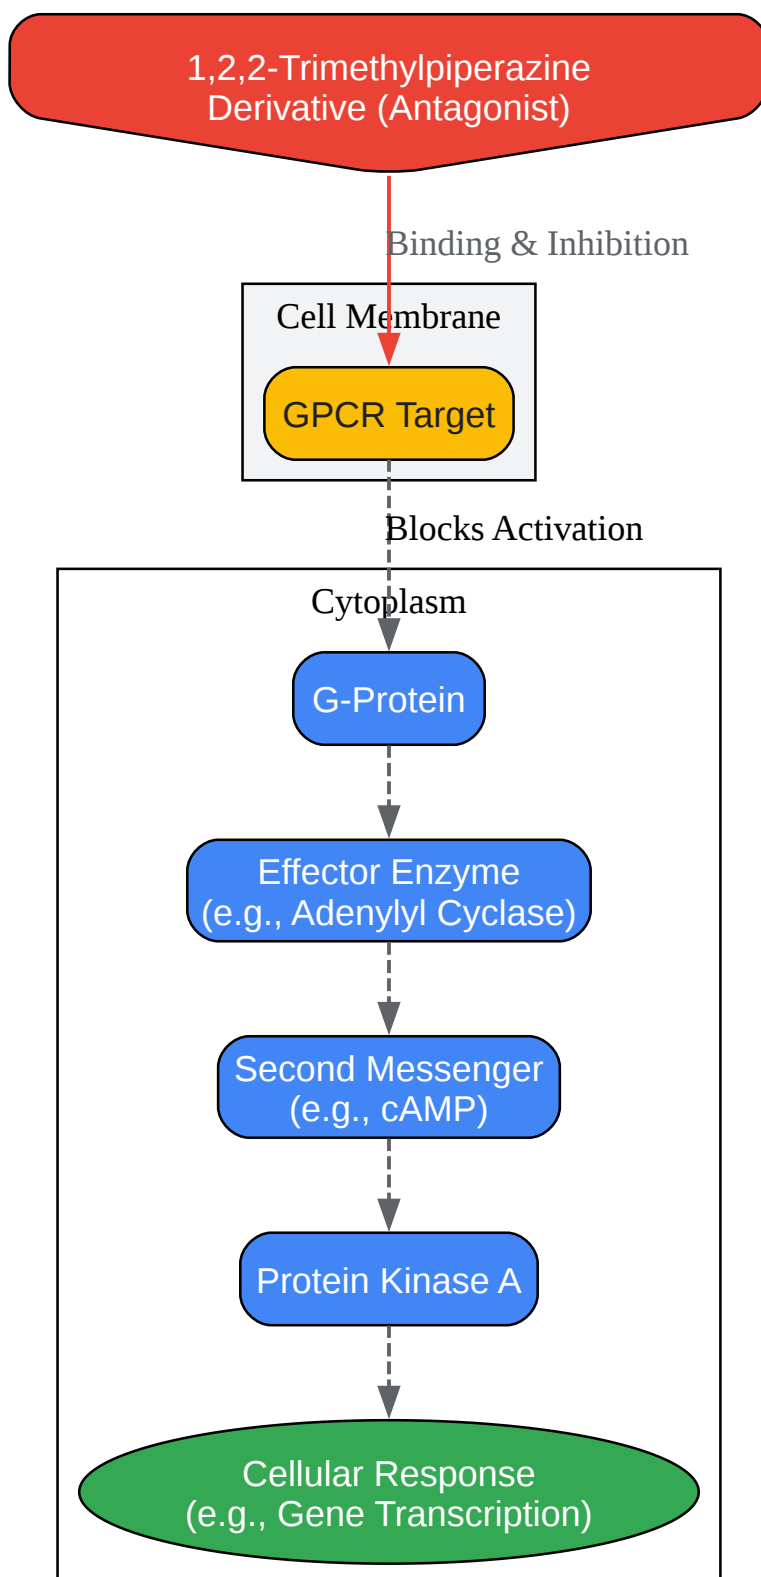 1,2,2-Trimethylpiperazine
Derivative (Antagonist)
Binding & Inhibition
Cell Membrane
GPCR Target
Blocks Activation
Cytoplasm
G-Protein
Effector Enzyme
(e.g., Adenylyl Cyclase)
Second Messenger
(e.g., cAMP)
Protein Kinase A
Cellular Response
(e.g., Gene Transcription)